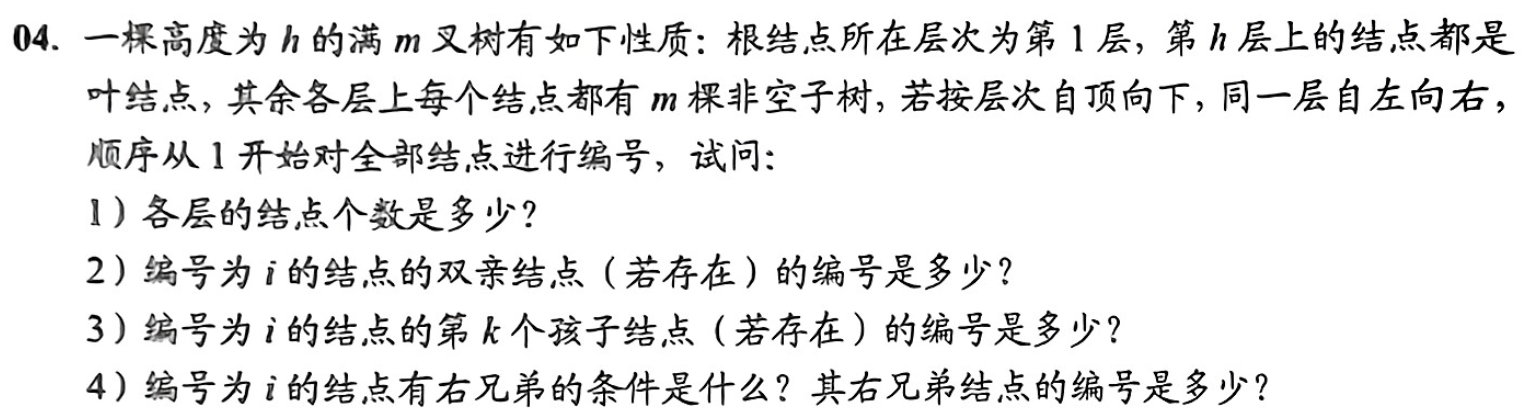 04. 一棵高度为 h 的满 m 叉树有如下性质：根结点所在层次为第 1 层，第 h 层上的结点都是
叶结点，其余各层上每个结点都有 m 棵非空子树，若按层次自顶向下，同一层自左向右，
顺序从 1 开始对全部结点进行编号，试问：
1）各层的结点个数是多少？
2）编号为 i 的结点的双亲结点（若存在）的编号是多少？
3）编号为 i 的结点的第 k 个孩子结点（若存在）的编号是多少？
4）编号为 i 的结点有右兄弟的条件是什么？其右兄弟结点的编号是多少？